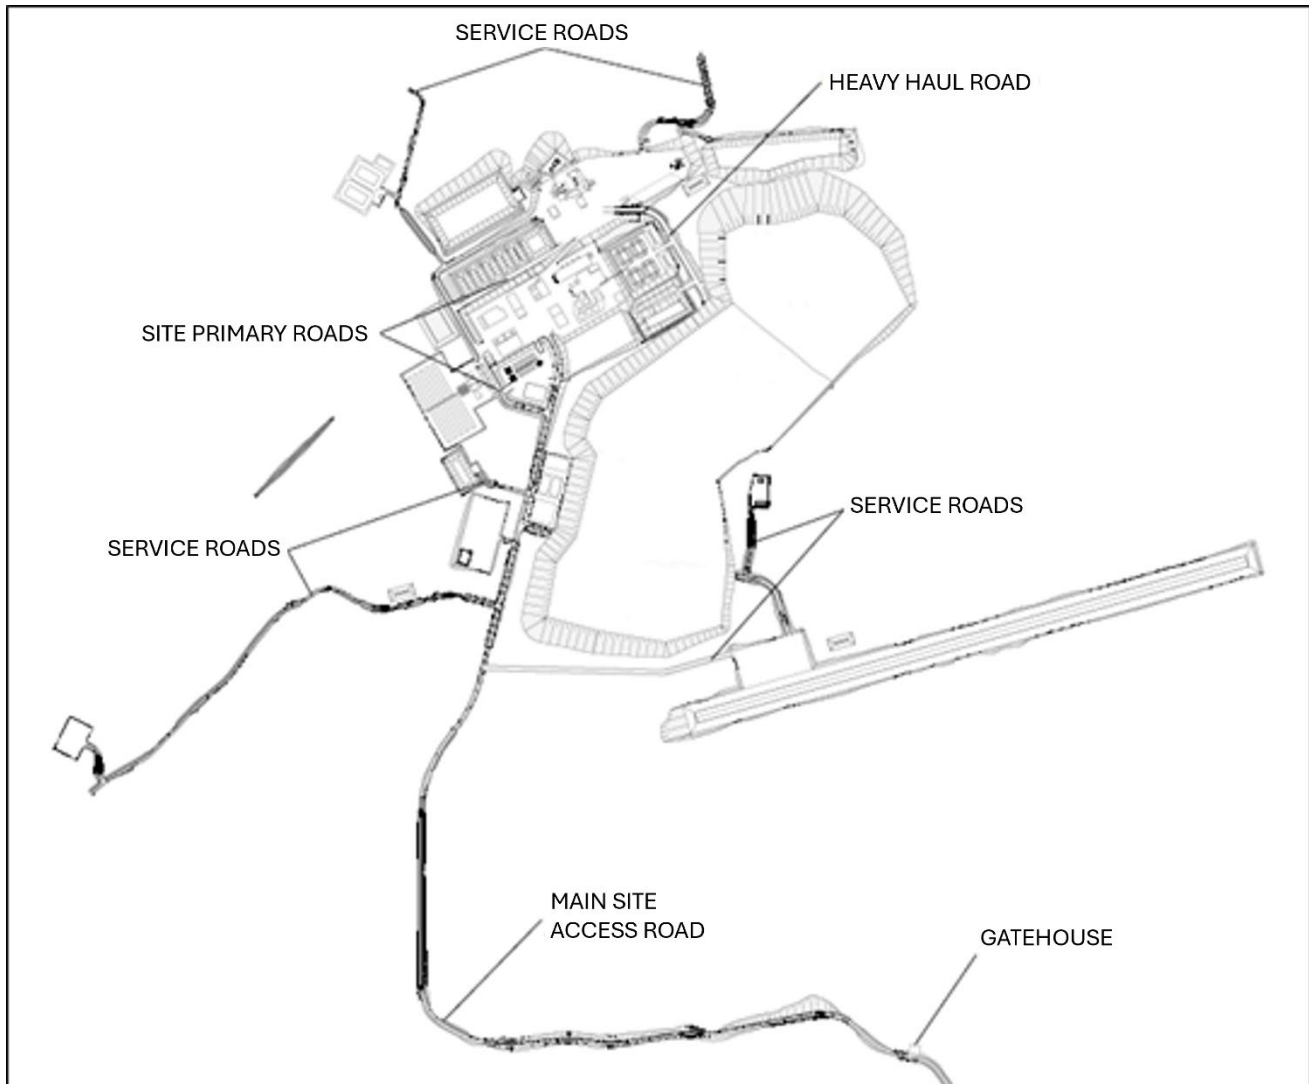 SERVICE ROADS
HEAVY HAUL ROAD
SITE PRIMARY ROADS
SERVICE ROADS
SERVICE ROADS
MAIN SITE
ACCESS ROAD
GATEHOUSE